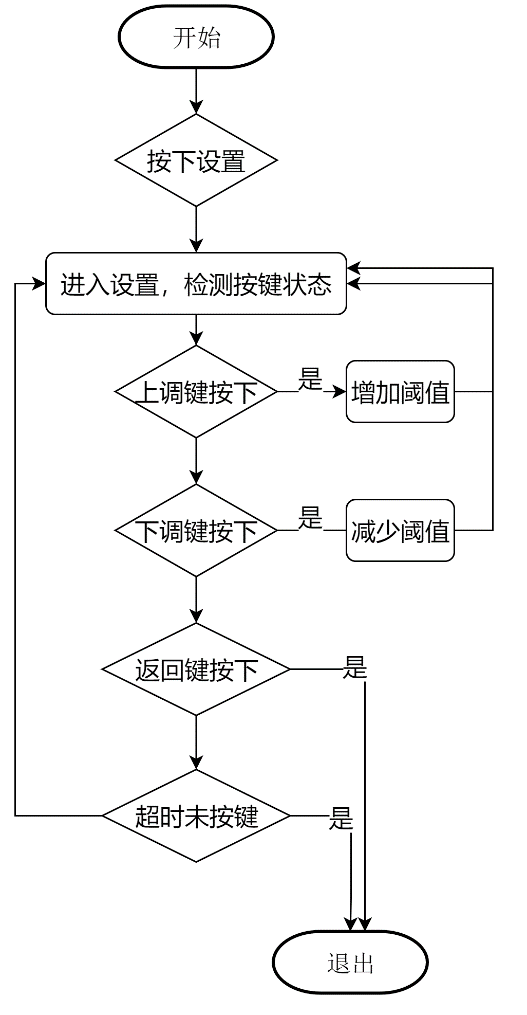 开始
按下设置
进入设置，检测按键状态
上调键按下
是
增加阈值
下调键按下
是
减少阈值
返回键按下
是
超时未按键
是
退出